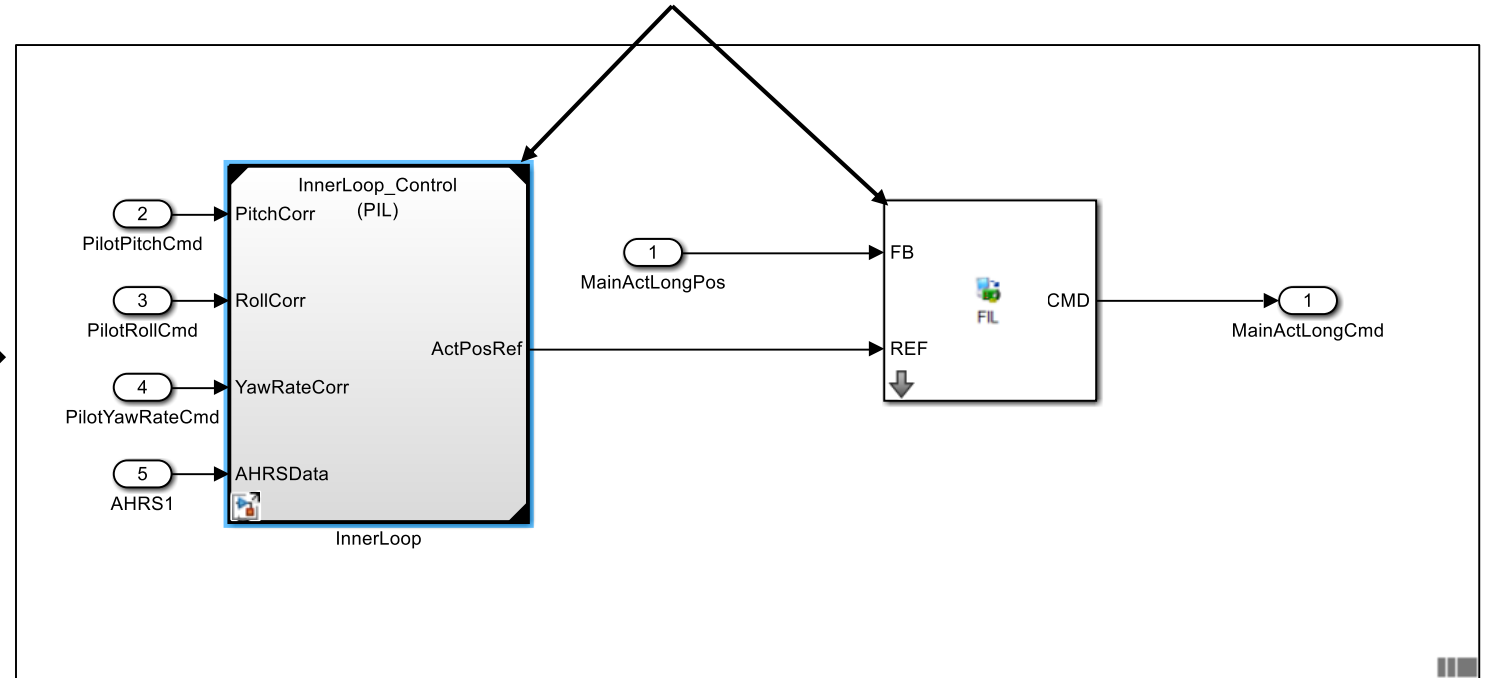 InnerLoop_Control
(PIL)
2
PilotPitchCmd
PitchCorr
3
PilotRollCmd
RollCorr
4
PilotYawRateCmd
YawRateCorr
5
AHRS1
AHRSData
ActPosRef
InnerLoop
1
MainActLongPos
FB
REF
FIL
CMD
1
MainActLongCmd